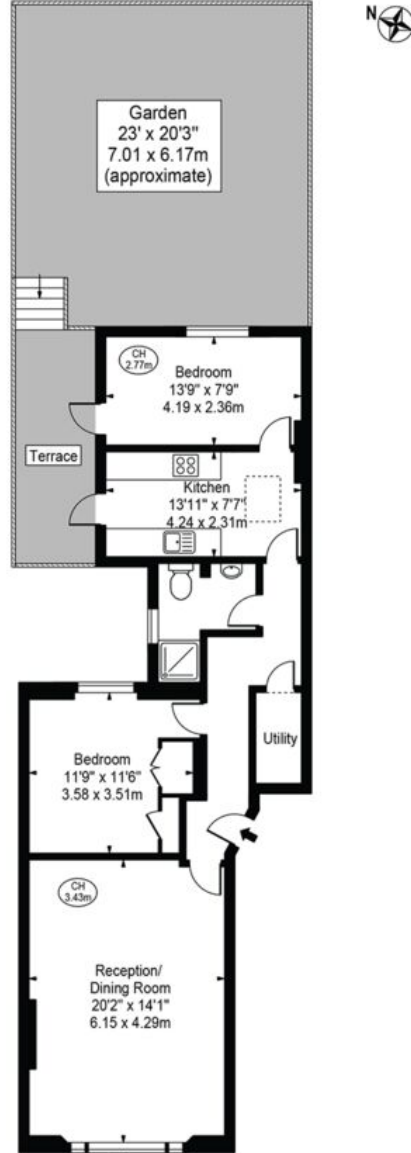 N
Garden
23' x 20'3"
7.01 x 6.17m
(approximate)
CH
2.77m
Bedroom
13'9" x 7'9"
4.19 x 2.36m
Terrace
Kitchen
13'11" x 7'7"
4.24 x 2.31m
Utility
Bedroom
11'9" x 11'6"
3.58 x 3.51m
CH
3.43m
Reception/
Dining Room
20'2" x 14'1"
6.15 x 4.29m